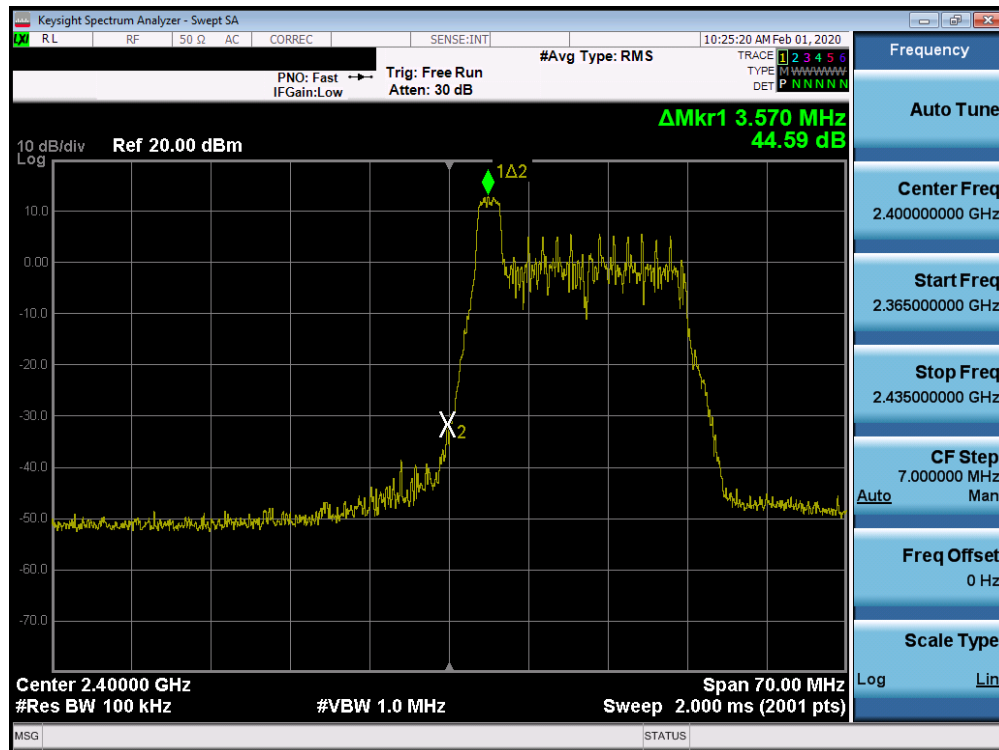 Keysight Spectrum Analyzer - Swept SA
LXI RL RF 50 Ω AC CORREC SENSE:INT 10:25:20 AM Feb 01, 2020
Frequency
#Avg Type: RMS
TRACE 1 2 3 4 5 6
PNO: Fast Trig: Free Run
TYPE M WWWWW
IFGain:Low Atten: 30 dB
DET P N N N N N
Auto Tune
ΔMkr1 3.570 MHz
44.59 dB
10 dB/div Ref 20.00 dBm
Log
1Δ2
10.0
0.00
-10.0
-20.0
-30.0
-40.0
-50.0
-60.0
-70.0
X2
Center Freq
2.400000000 GHz
Start Freq
2.365000000 GHz
Stop Freq
2.435000000 GHz
CF Step
7.000000 MHz
Auto Man
Freq Offset
0 Hz
Scale Type
Log Lin
Center 2.40000 GHz Span 70.00 MHz
#Res BW 100 kHz #VBW 1.0 MHz Sweep 2.000 ms (2001 pts)
MSG STATUS